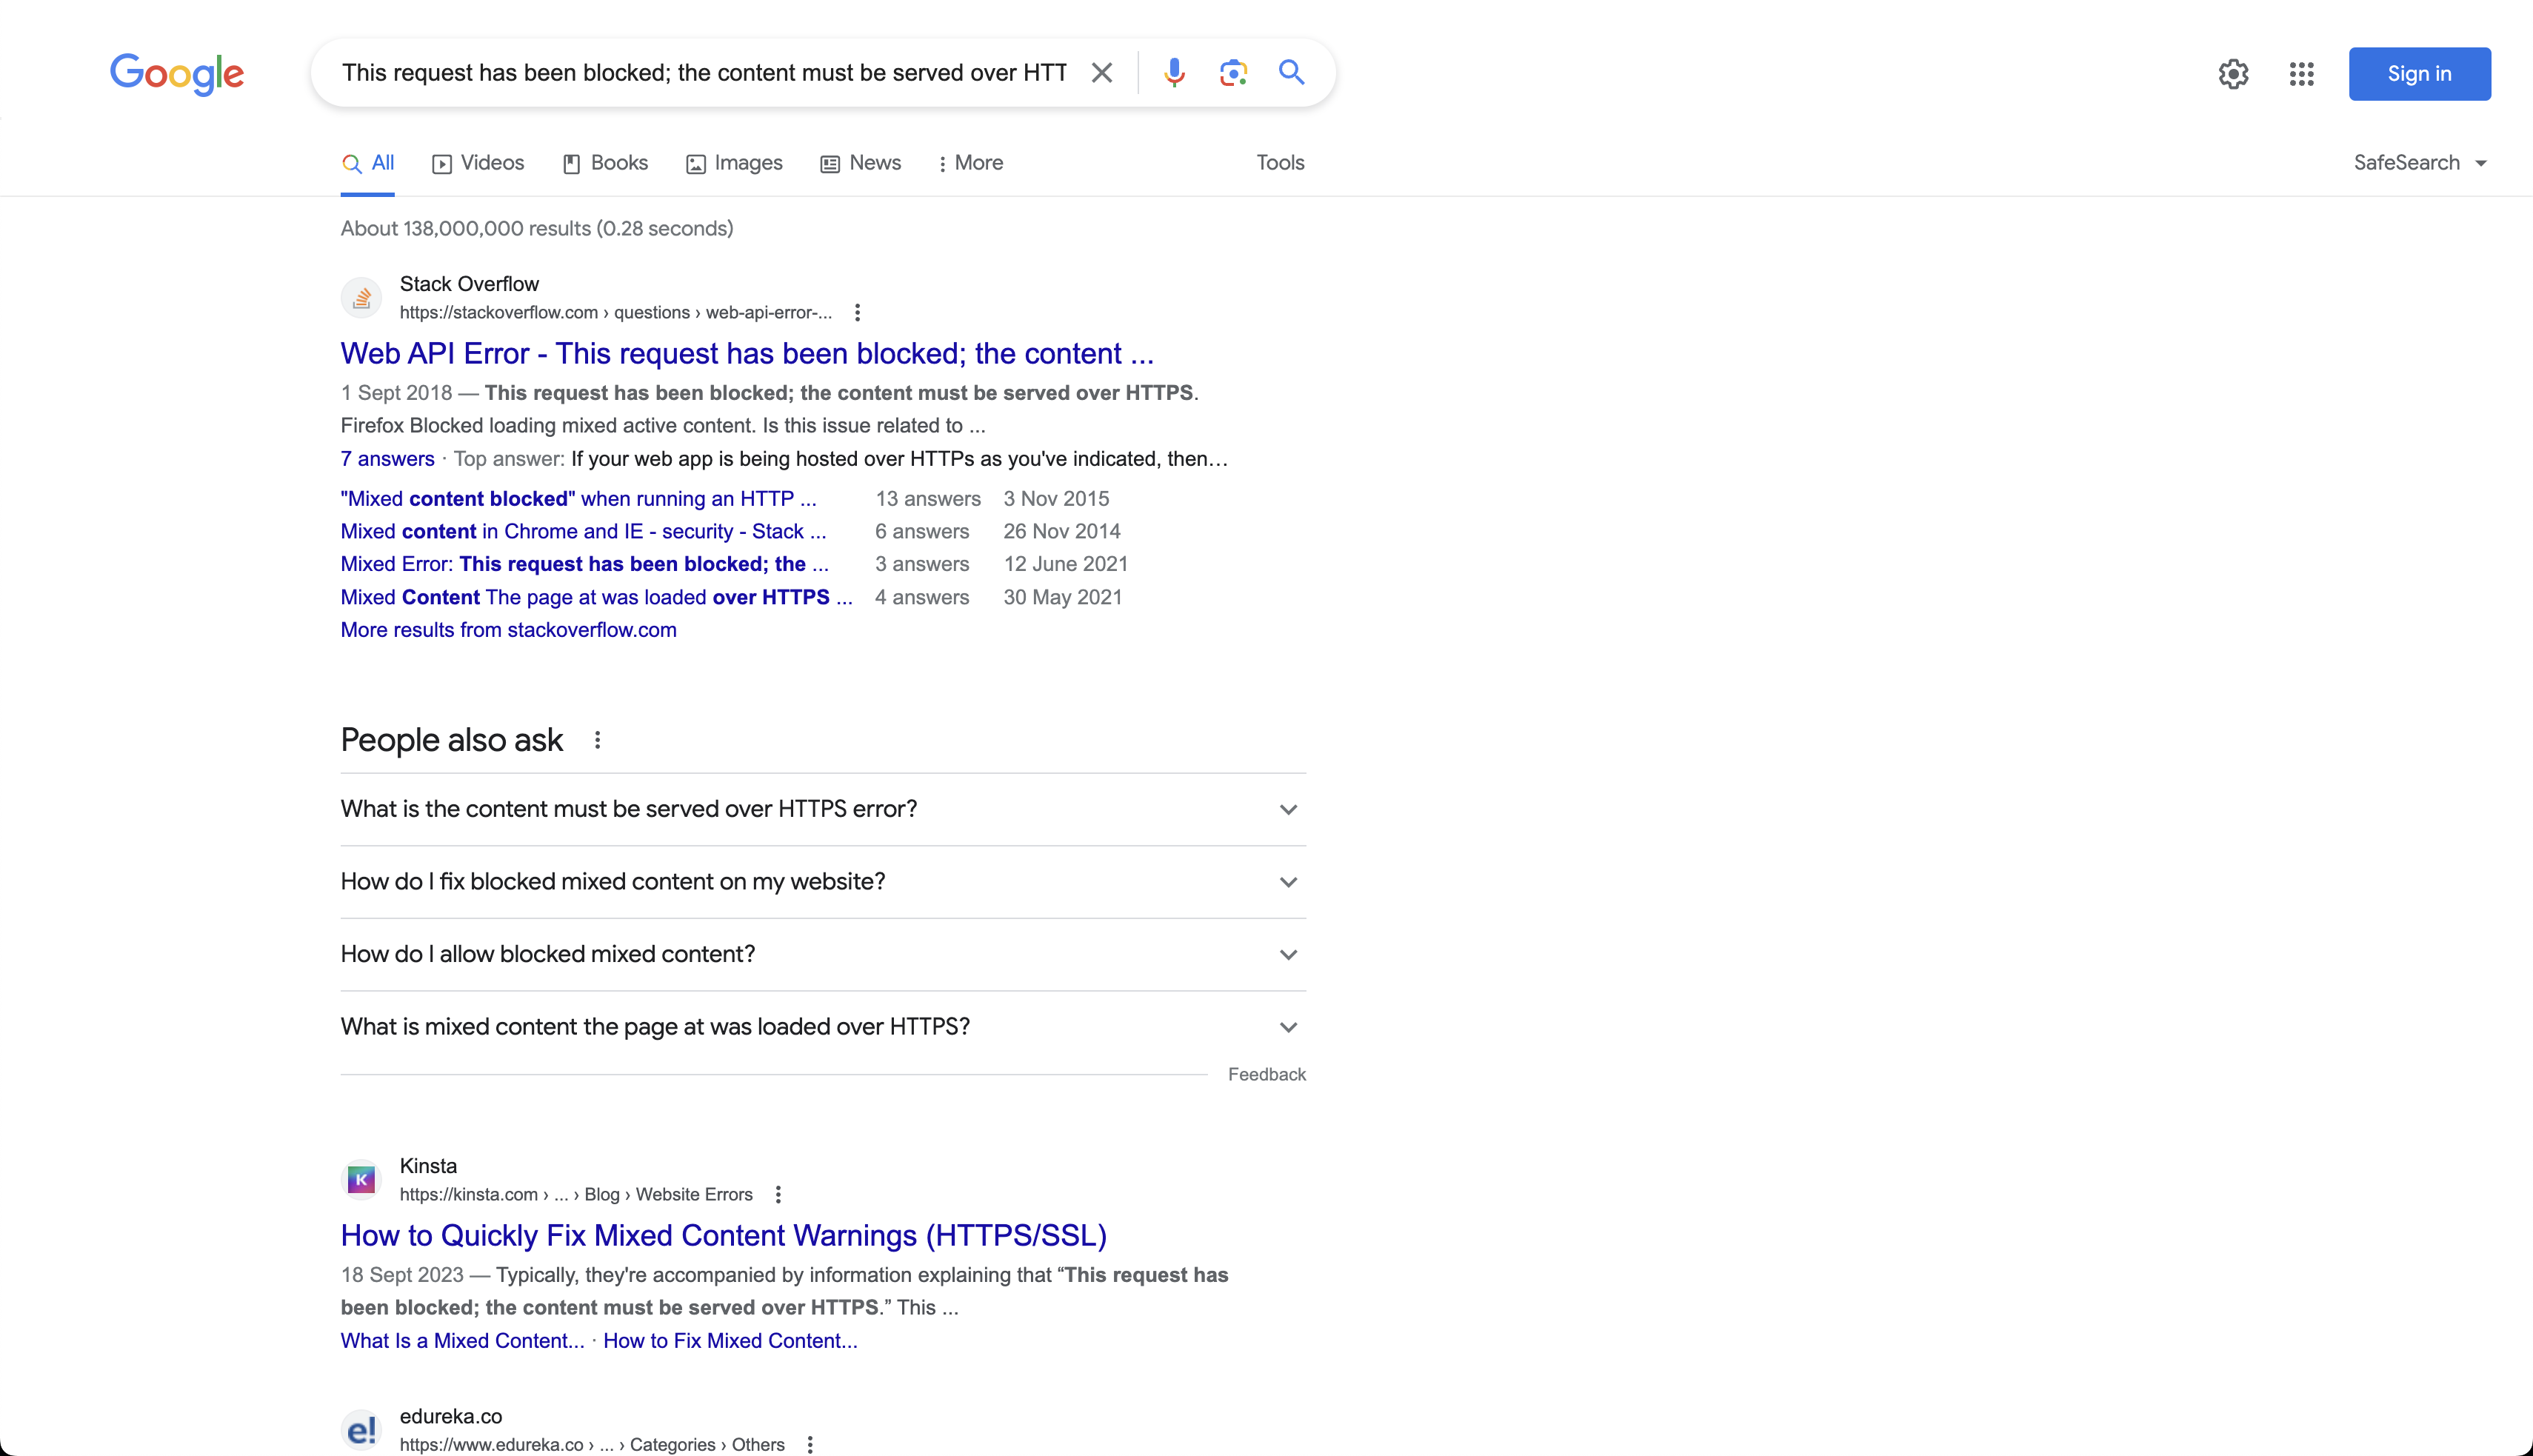 Google
This request has been blocked; the content must be served over HTT
Sign in
All
Videos
Books
Images
News
More
Tools
SafeSearch
About 138,000,000 results (0.28 seconds)
Stack Overflow
https://stackoverflow.com › questions › web-api-error-...
Web API Error - This request has been blocked; the content ...
1 Sept 2018 — This request has been blocked; the content must be served over HTTPS.
Firefox Blocked loading mixed active content. Is this issue related to ...
7 answers · Top answer: If your web app is being hosted over HTTPs as you've indicated, then...
"Mixed content blocked" when running an HTTP ... 13 answers 3 Nov 2015
Mixed content in Chrome and IE - security - Stack ... 6 answers 26 Nov 2014
Mixed Error: This request has been blocked; the ... 3 answers 12 June 2021
Mixed Content The page at was loaded over HTTPS ... 4 answers 30 May 2021
More results from stackoverflow.com
People also ask
What is the content must be served over HTTPS error?
How do I fix blocked mixed content on my website?
How do I allow blocked mixed content?
What is mixed content the page at was loaded over HTTPS?
Feedback
K
Kinsta
https://kinsta.com › ... › Blog › Website Errors
How to Quickly Fix Mixed Content Warnings (HTTPS/SSL)
18 Sept 2023 — Typically, they're accompanied by information explaining that “This request has
been blocked; the content must be served over HTTPS.” This ...
What Is a Mixed Content... · How to Fix Mixed Content...
e!
edureka.co
https://www.edureka.co › ... › Categories › Others